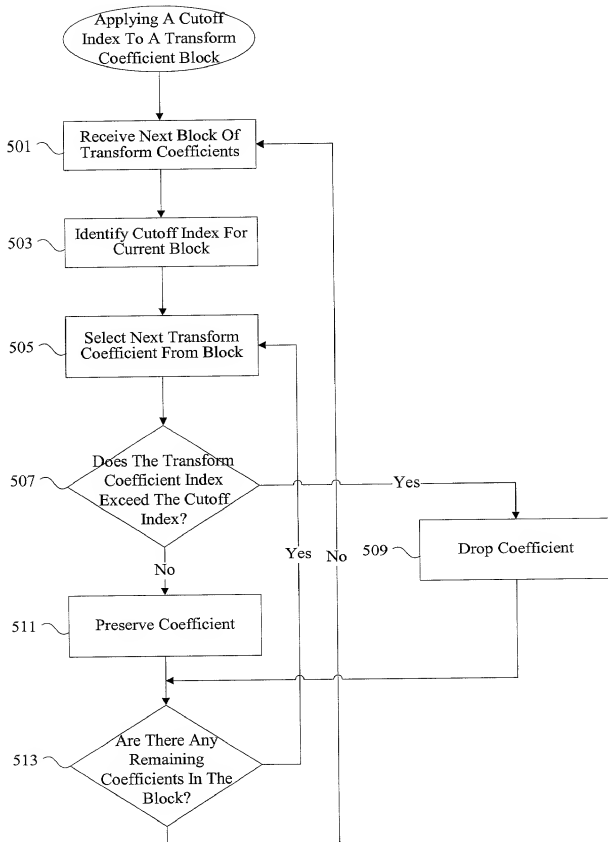 Applying A Cutoff
Index To A Transform
Coefficient Block
501
Receive Next Block Of
Transform Coefficients
503
Identify Cutoff Index For
Current Block
505
Select Next Transform
Coefficient From Block
507
Does The Transform
Coefficient Index
Exceed The Cutoff
Index?
Yes
509
Drop Coefficient
Yes
No
No
511
Preserve Coefficient
513
Are There Any
Remaining
Coefficients In The
Block?